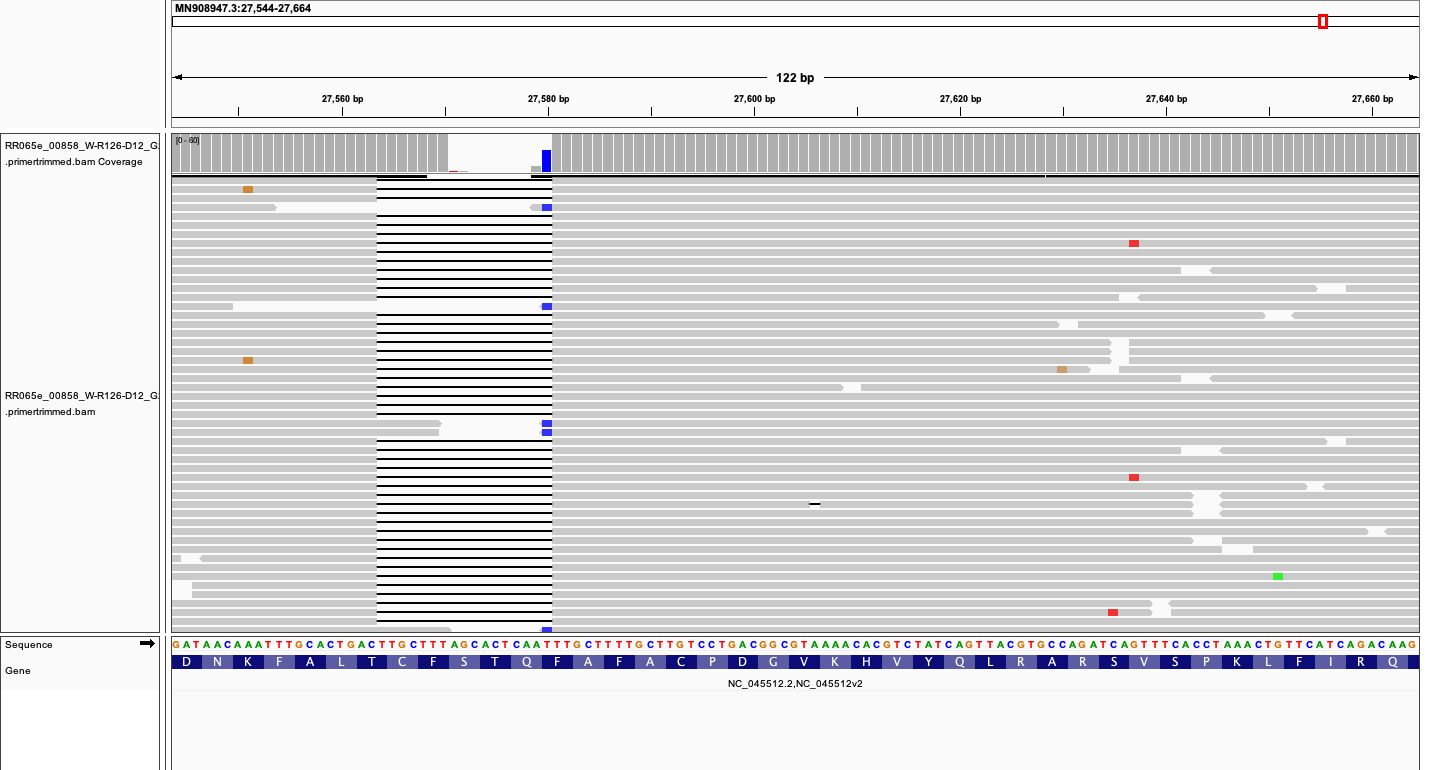 MN908947.3:27,544-27,664
122 bp
27,560 bp 27,580 bp 27,600 bp 27,620 bp 27,640 bp 27,660 bp
RR065e_00858_W-R126-D12_G
.primertrimmed.bam Coverage
[0 - 60]
RR065e_00858_W-R126-D12_G
.primertrimmed.bam
Sequence
GATAACAAATTTGCACTGACTTGCTTTAGCACTCAATTTGCTTTTGCTTGTCCTGACGGCGTAAAACACGTCTATCAGTTACGTGCCAGATCAGTTTCACCTAAACTGTTCATCAGACAAG
Gene
D N K F A L T C F S T Q F A F A C P D G V K H V Y Q L R A R S V S P K L F I R Q
NC_045512.2,NC_045512v2